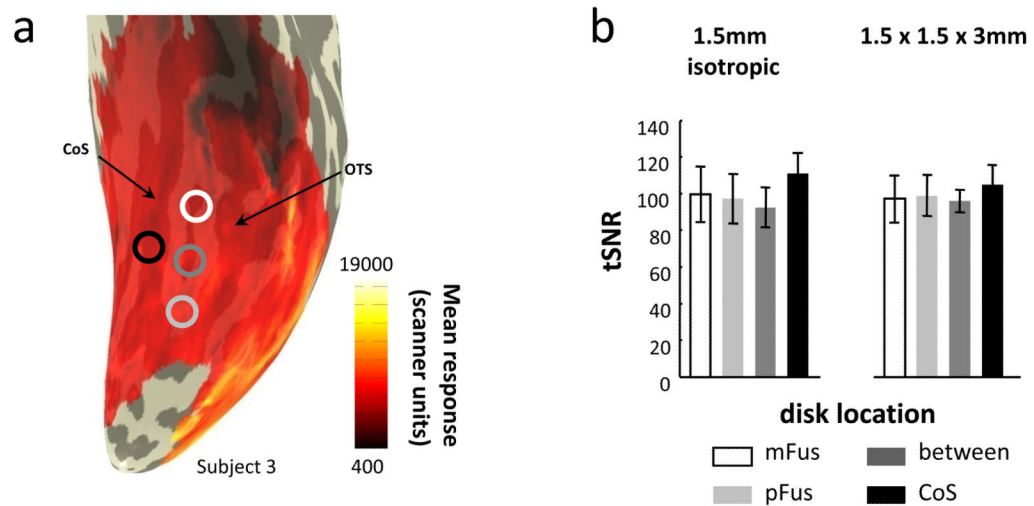 a
CoS
OTS
19000
Mean response
(scanner units)
400
Subject 3
b
1.5mm
isotropic
1.5 x 1.5 x 3mm
tSNR
140
120
100
80
60
40
20
0
disk location
mFus
between
pFus
CoS